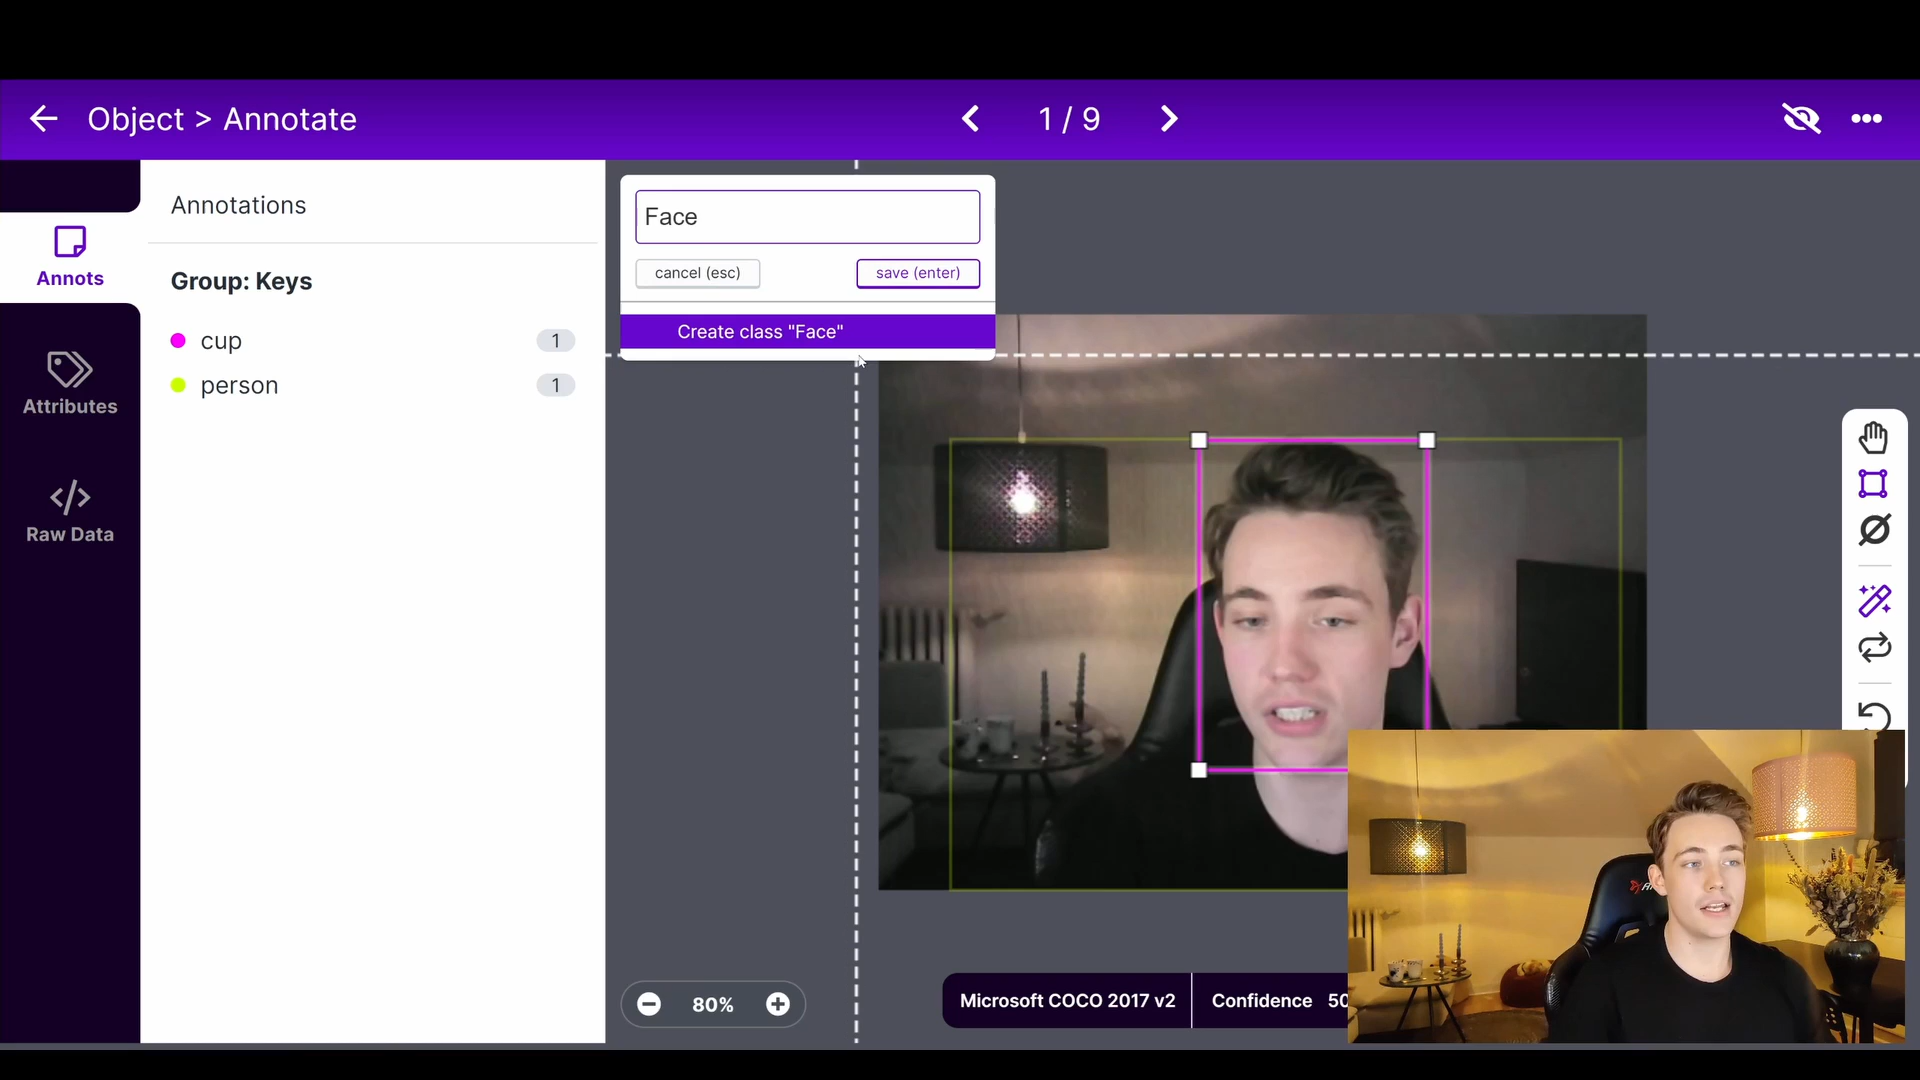 Object > Annotate
1 / 9
Annots
Attributes
Raw Data
Annotations
Group: Keys
cup 1
person 1
Face
cancel (esc)
save (enter)
Create class "Face"
80%
Microsoft COCO 2017 v2
Confidence